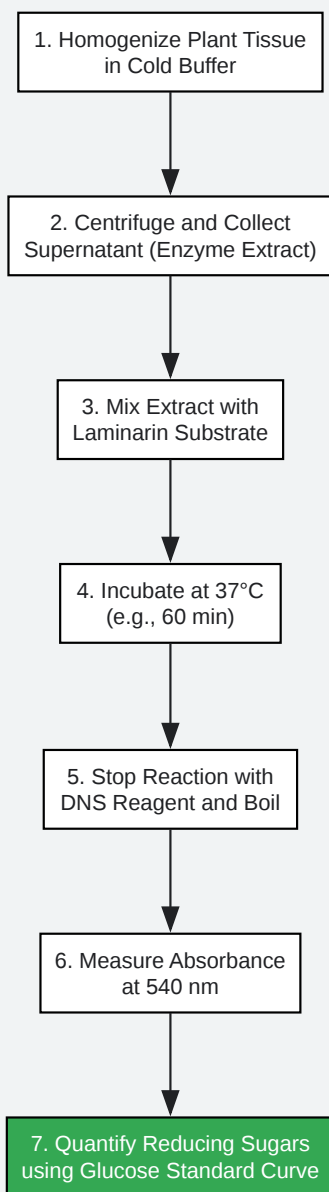 1. Homogenize Plant Tissue
in Cold Buffer
2. Centrifuge and Collect
Supernatant (Enzyme Extract)
3. Mix Extract with
Laminarin Substrate
4. Incubate at 37°C
(e.g., 60 min)
5. Stop Reaction with
DNS Reagent and Boil
6. Measure Absorbance
at 540 nm
7. Quantify Reducing Sugars
using Glucose Standard Curve